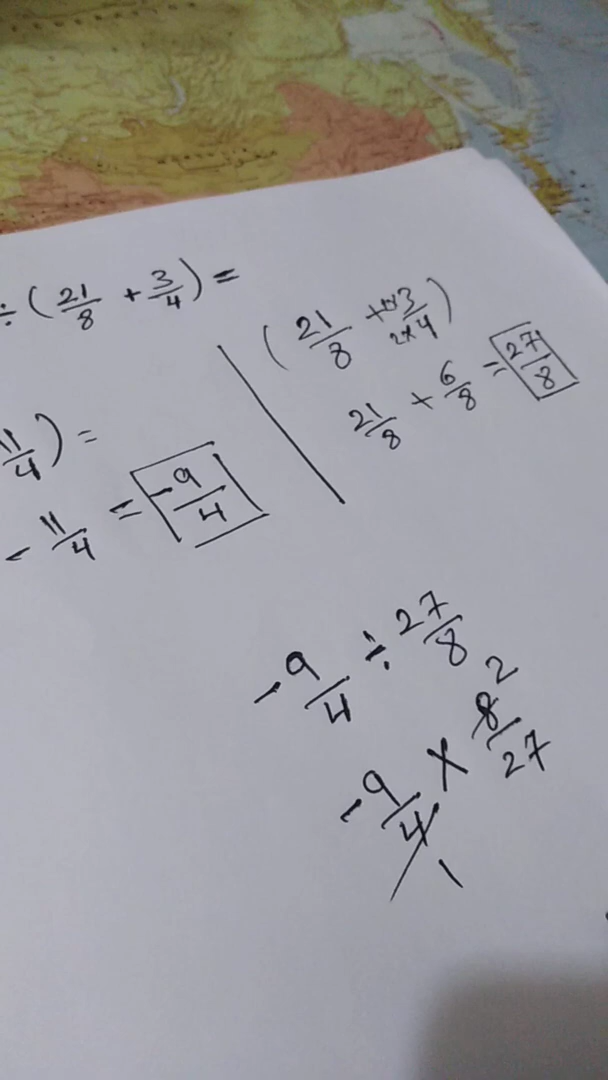 ÷ (21/8 + 3/4) =
11/4) =
- 11/4 = -9/4
(21/8 + 3/4)
2×
21/8 + 6/8 = 27/8
-9/4 ÷ 27/8
2
-9/4 × 8/27
1